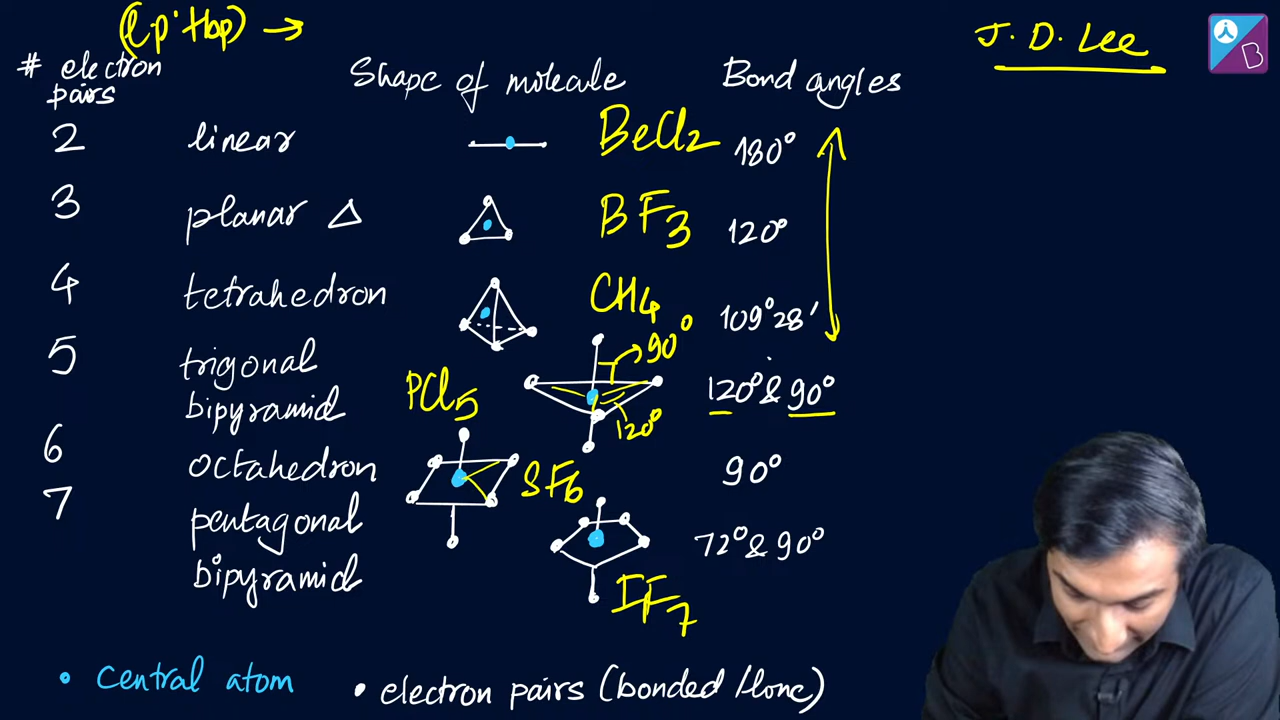 (l.p + bp) →
J. D. Lee
# electron pairs
Shape of molecule
Bond angles
B
2 linear BeCl2 180°
3 planar △ BF3 120°
4 tetrahedron CH4 109°28'
5 trigonal bipyramid PCl5 90° 120° 120° & 90°
6 octahedron SF6 90°
7 pentagonal bipyramid IF7 72° & 90°
• Central atom
• electron pairs (bonded / lone)